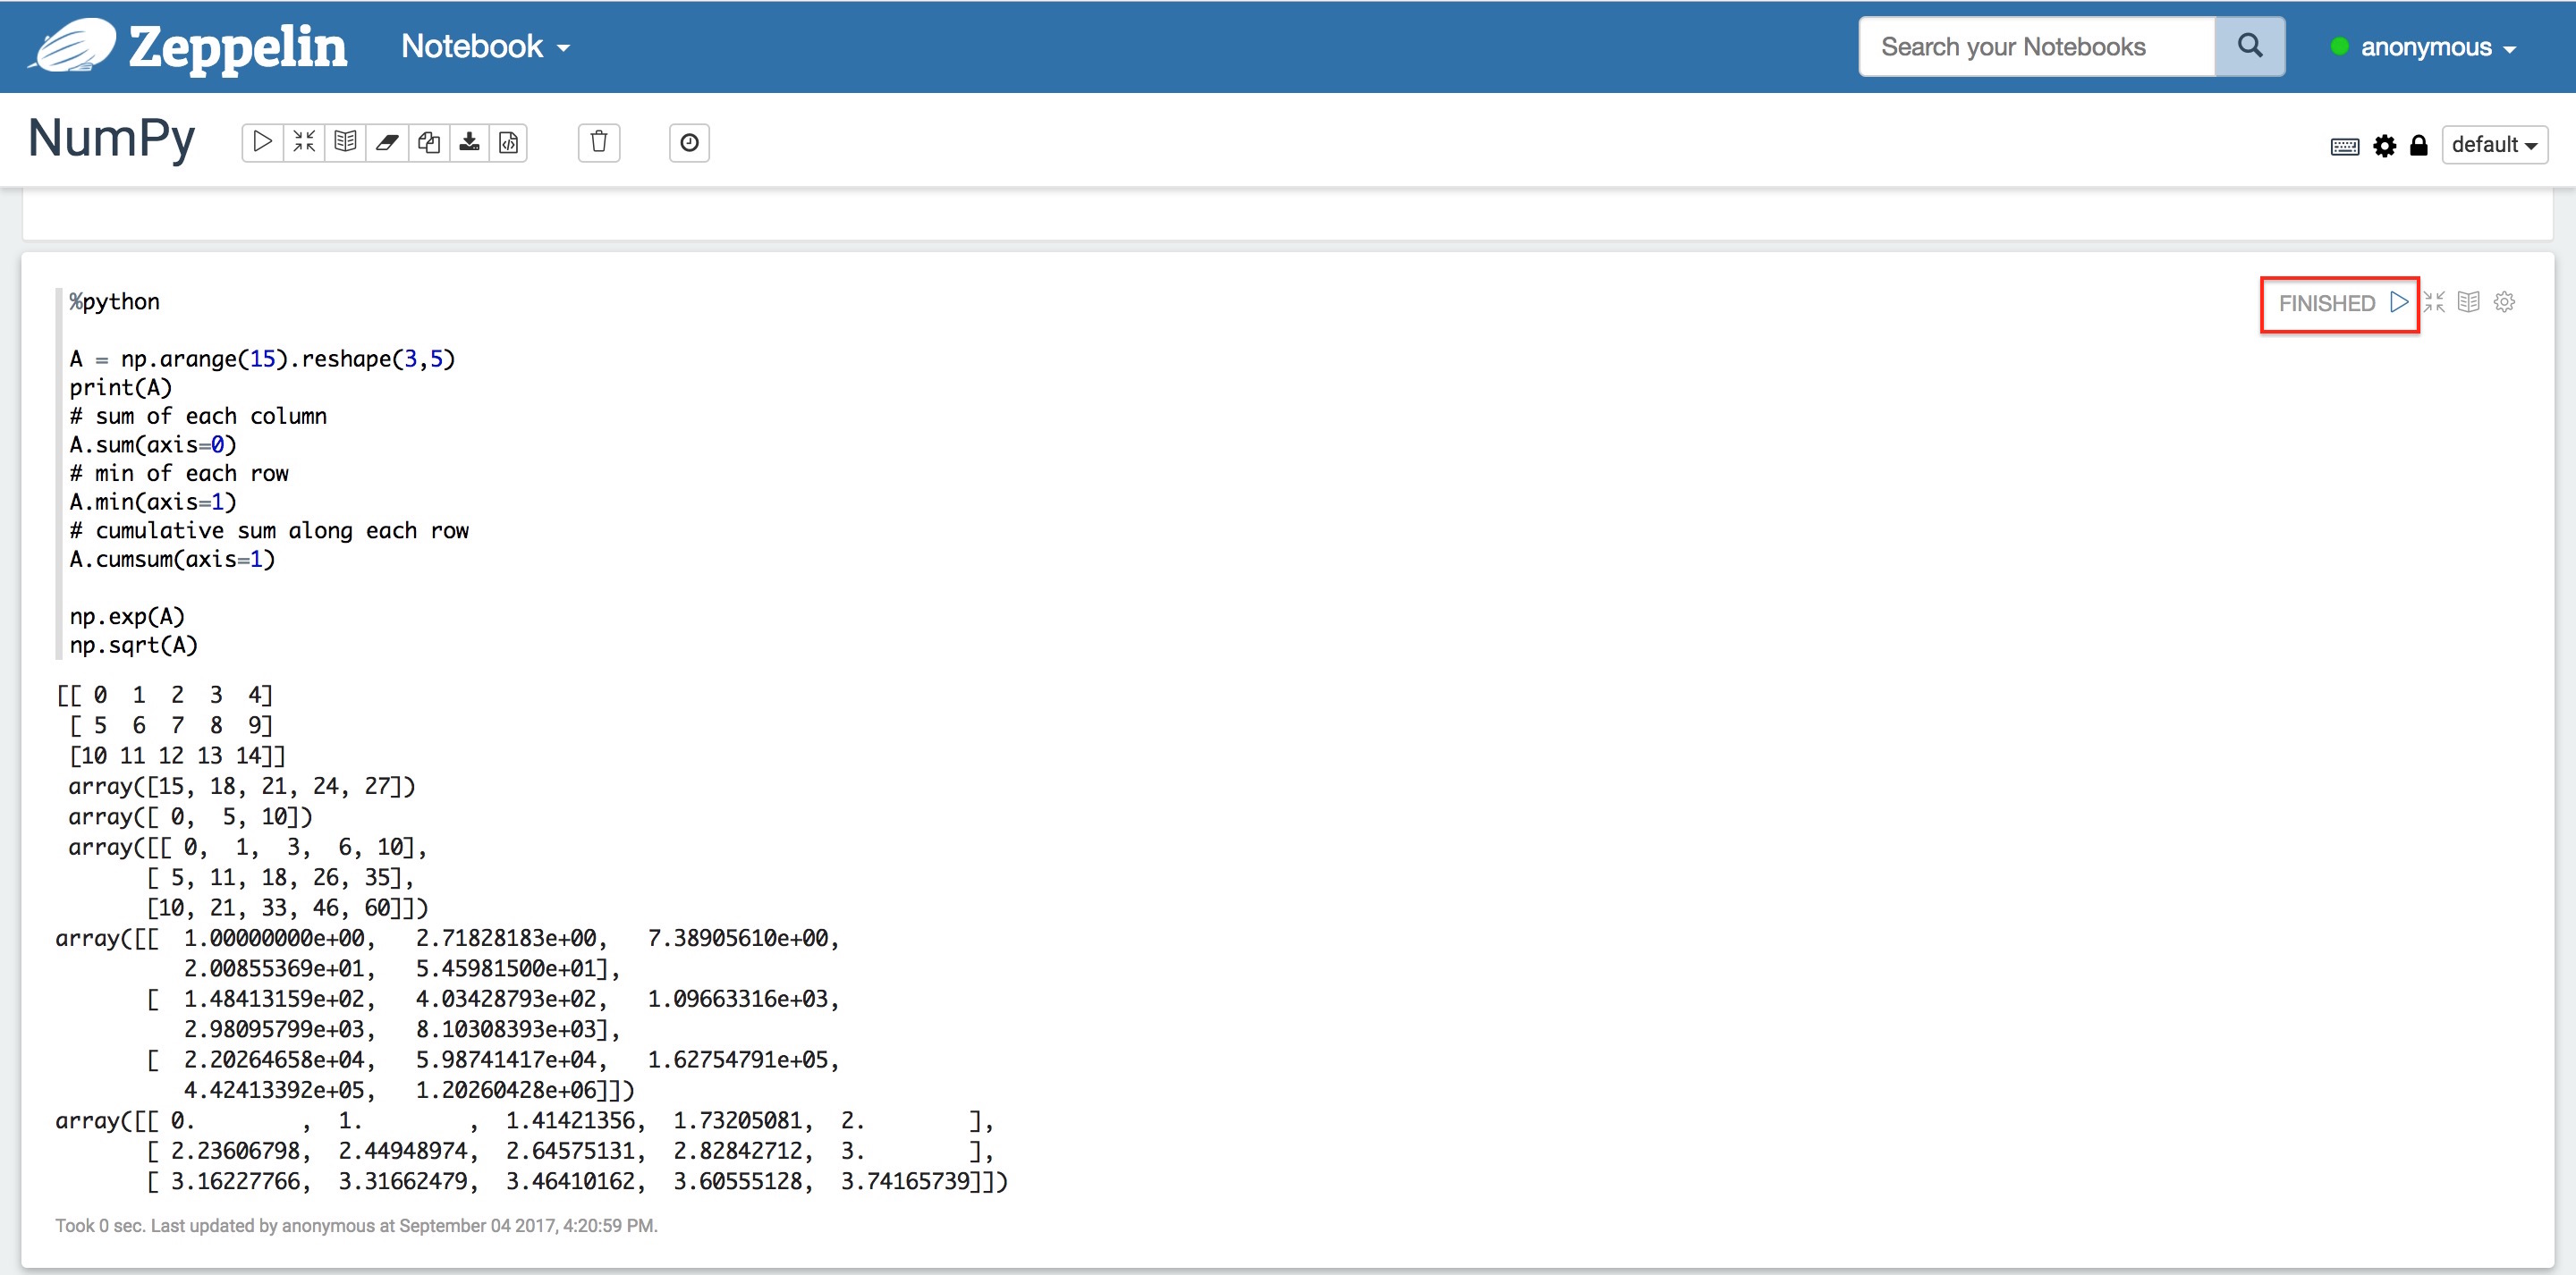 Zeppelin Notebook Search your Notebooks anonymous
NumPy default
%python FINISHED
A = np.arange(15).reshape(3,5)
print(A)
# sum of each column
A.sum(axis=0)
# min of each row
A.min(axis=1)
# cumulative sum along each row
A.cumsum(axis=1)
np.exp(A)
np.sqrt(A)
[[ 0  1  2  3  4]
 [ 5  6  7  8  9]
 [10 11 12 13 14]]
 array([15, 18, 21, 24, 27])
 array([ 0,  5, 10])
 array([[ 0,  1,  3,  6, 10],
       [ 5, 11, 18, 26, 35],
       [10, 21, 33, 46, 60]])
array([[  1.00000000e+00,   2.71828183e+00,   7.38905610e+00,
          2.00855369e+01,   5.45981500e+01],
       [  1.48413159e+02,   4.03428793e+02,   1.09663316e+03,
          2.98095799e+03,   8.10308393e+03],
       [  2.20264658e+04,   5.98741417e+04,   1.62754791e+05,
          4.42413392e+05,   1.20260428e+06]])
array([[ 0.        ,  1.        ,  1.41421356,  1.73205081,  2.        ],
       [ 2.23606798,  2.44948974,  2.64575131,  2.82842712,  3.        ],
       [ 3.16227766,  3.31662479,  3.46410162,  3.60555128,  3.74165739]])
Took 0 sec. Last updated by anonymous at September 04 2017, 4:20:59 PM.